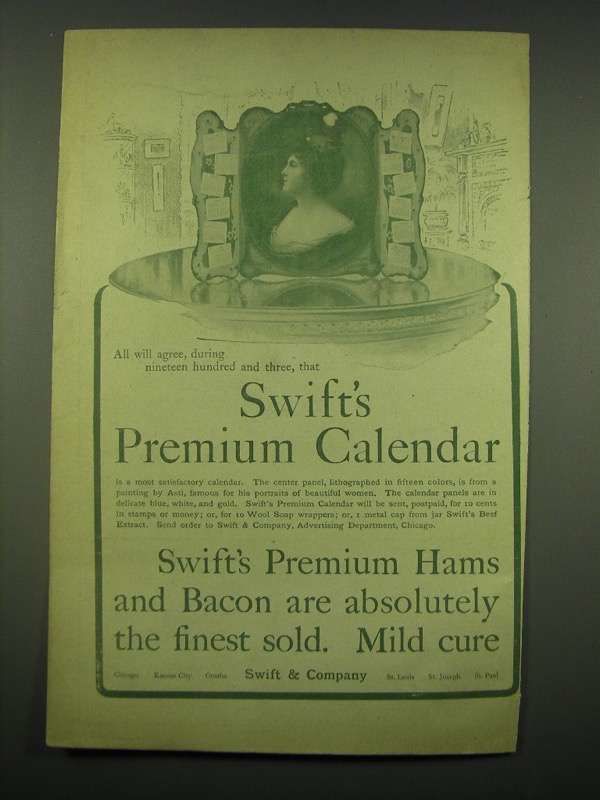 All will agree, during
nineteen hundred and three, that
Swift's
Premium Calendar
is a most satisfactory calendar. The center panel, lithographed in fifteen colors, is from a
painting by Asti, famous for his portraits of beautiful women. The calendar panels are in
delicate blue, white, and gold. Swift's Premium Calendar will be sent, postpaid, for 10 cents
in stamps or money; or, for 10 Wool Soap wrappers; or, 1 metal cap from jar Swift's Beef
Extract. Send order to Swift & Company, Advertising Department, Chicago.
Swift's Premium Hams
and Bacon are absolutely
the finest sold. Mild cure
Chicago Kansas City Omaha Swift & Company St. Louis St. Joseph St. Paul